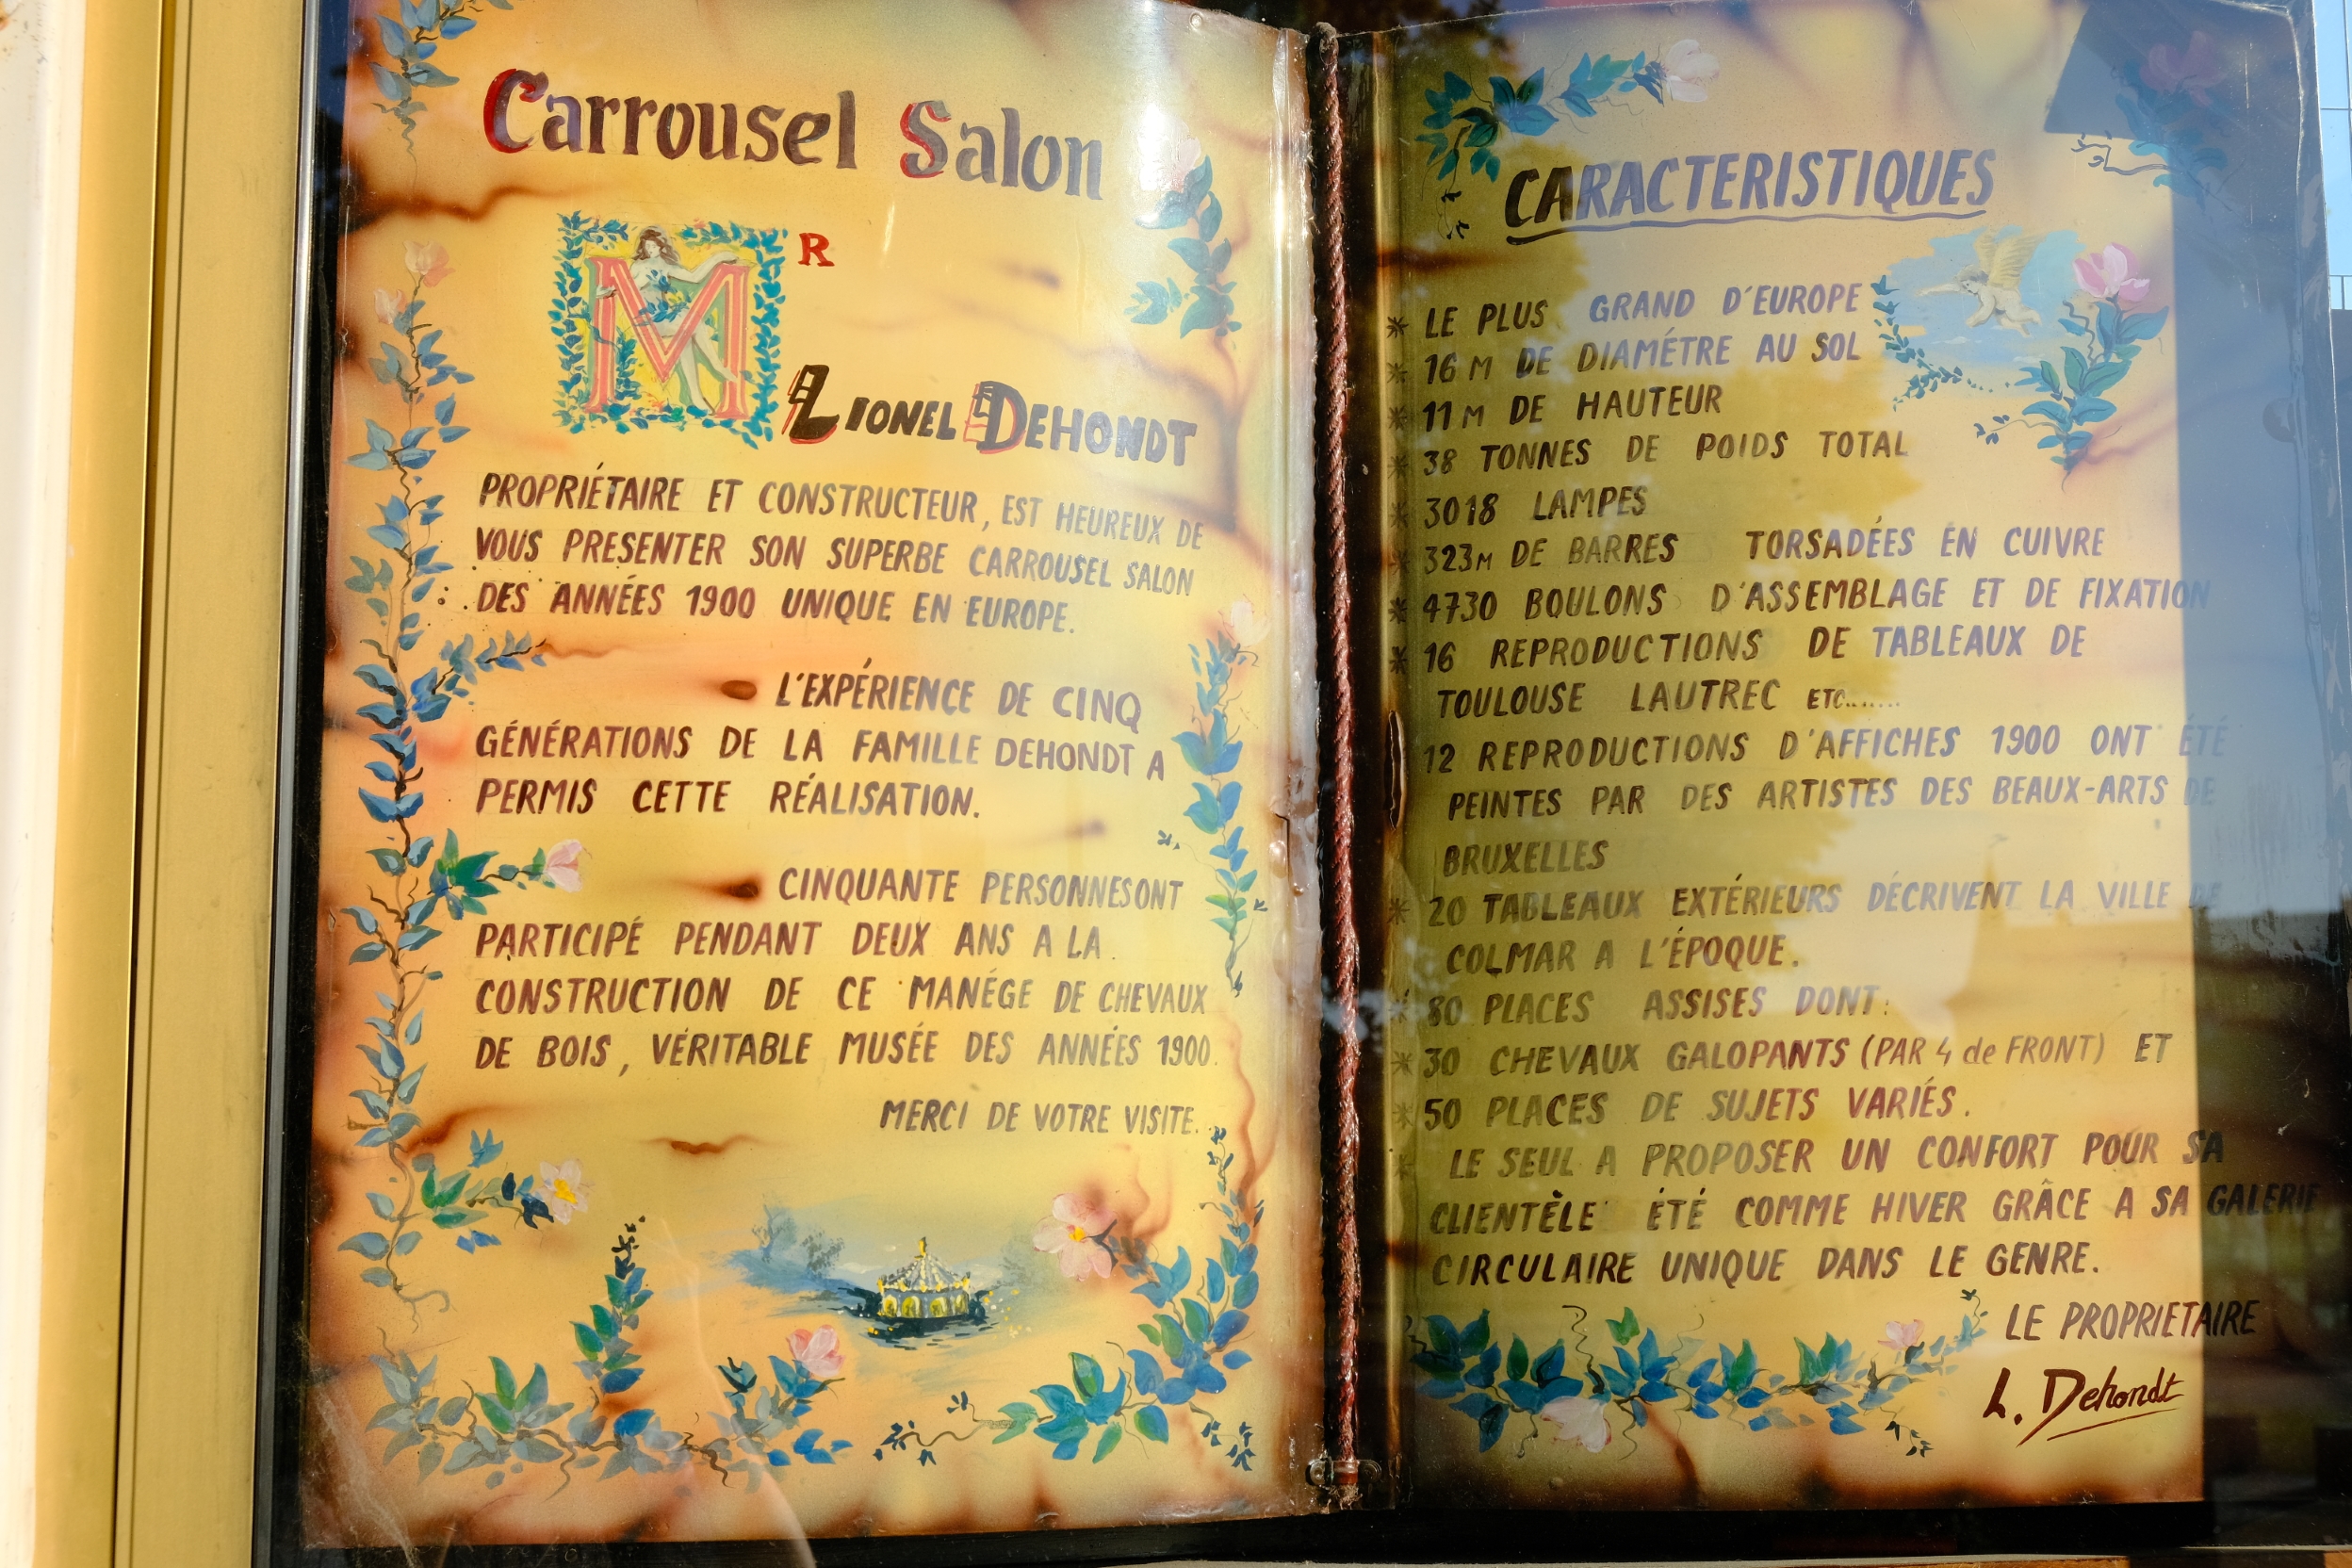 Carrousel Salon
MR
LIONEL DEHONDT
PROPRIÉTAIRE ET CONSTRUCTEUR, EST HEUREUX DE
VOUS PRESENTER SON SUPERBE CARROUSEL SALON
DES ANNÉES 1900 UNIQUE EN EUROPE.
L'EXPÉRIENCE DE CINQ
GÉNÉRATIONS DE LA FAMILLE DEHONDT A
PERMIS CETTE RÉALISATION.
CINQUANTE PERSONNES ONT
PARTICIPÉ PENDANT DEUX ANS A LA
CONSTRUCTION DE CE MANÉGE DE CHEVAUX
DE BOIS, VÉRITABLE MUSÉE DES ANNÉES 1900.
MERCI DE VOTRE VISITE.
CARACTERISTIQUES
* LE PLUS GRAND D'EUROPE
* 16 M DE DIAMÉTRE AU SOL
* 11 M DE HAUTEUR
* 38 TONNES DE POIDS TOTAL
* 3018 LAMPES
* 323M DE BARRES TORSADÉES EN CUIVRE
* 4730 BOULONS D'ASSEMBLAGE ET DE FIXATION
* 16 REPRODUCTIONS DE TABLEAUX DE
TOULOUSE LAUTREC ETC.......
12 REPRODUCTIONS D'AFFICHES 1900 ONT ÉTÉ
PEINTES PAR DES ARTISTES DES BEAUX-ARTS DE
BRUXELLES
* 20 TABLEAUX EXTÉRIEURS DÉCRIVENT LA VILLE DE
COLMAR A L'ÉPOQUE.
* 80 PLACES ASSISES DONT:
* 30 CHEVAUX GALOPANTS (PAR 4 de FRONT) ET
* 50 PLACES DE SUJETS VARIÉS.
* LE SEUL A PROPOSER UN CONFORT POUR SA
CLIENTÈLE ÉTÉ COMME HIVER GRÂCE A SA GALERIE
CIRCULAIRE UNIQUE DANS LE GENRE.
LE PROPRIETAIRE
L. Dehondt